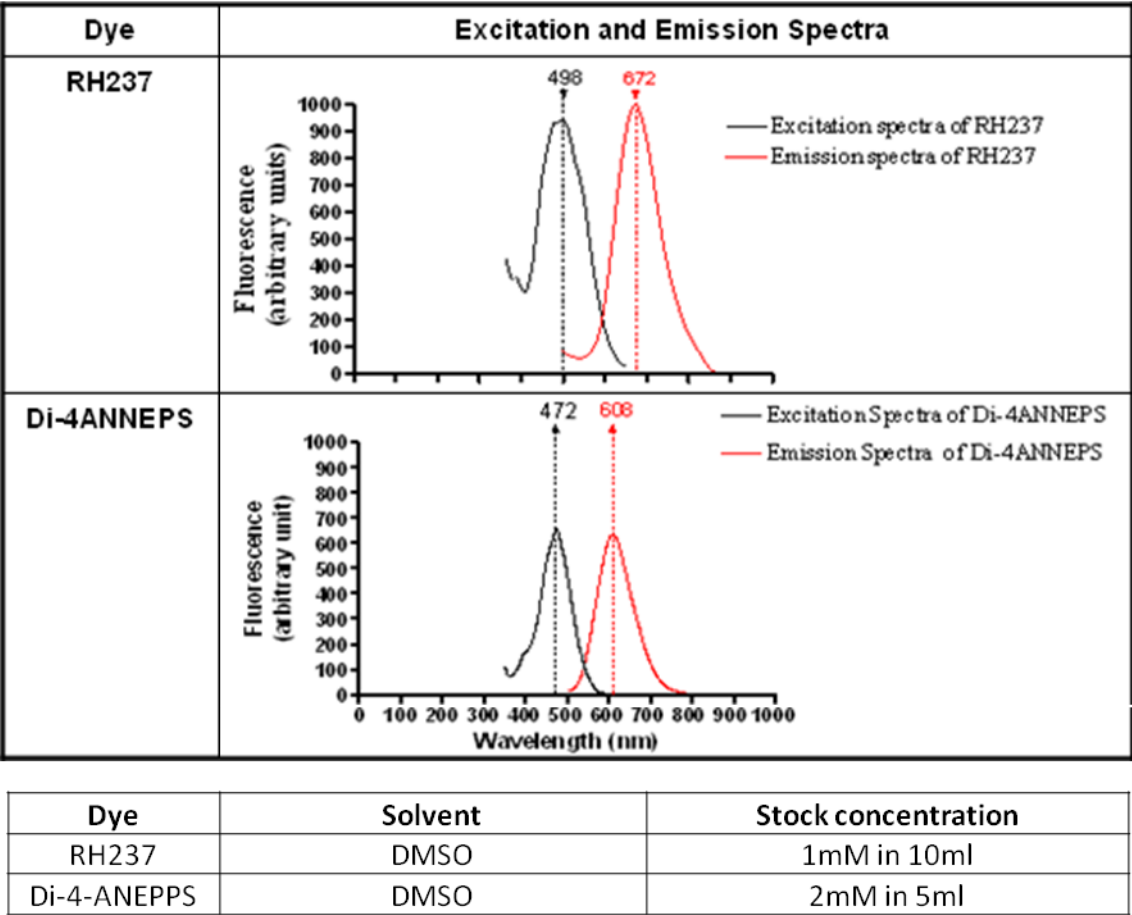 Dye Excitation and Emission Spectra
RH237
498 672
Excitation spectra of RH237
Emission spectra of RH237
Fluorescence
(arbitrary units)
1000
900
800
700
600
500
400
300
200
100
0
Di-4ANNEPS
472 608
Excitation Spectra of Di-4ANNEPS
Emission Spectra of Di-4ANNEPS
Fluorescence
(arbitrary unit)
1000
900
800
700
600
500
400
300
200
100
0
0 100 200 300 400 500 600 700 800 900 1000
Wavelength (nm)
Dye Solvent Stock concentration
RH237 DMSO 1mM in 10ml
Di-4-ANEPPS DMSO 2mM in 5ml